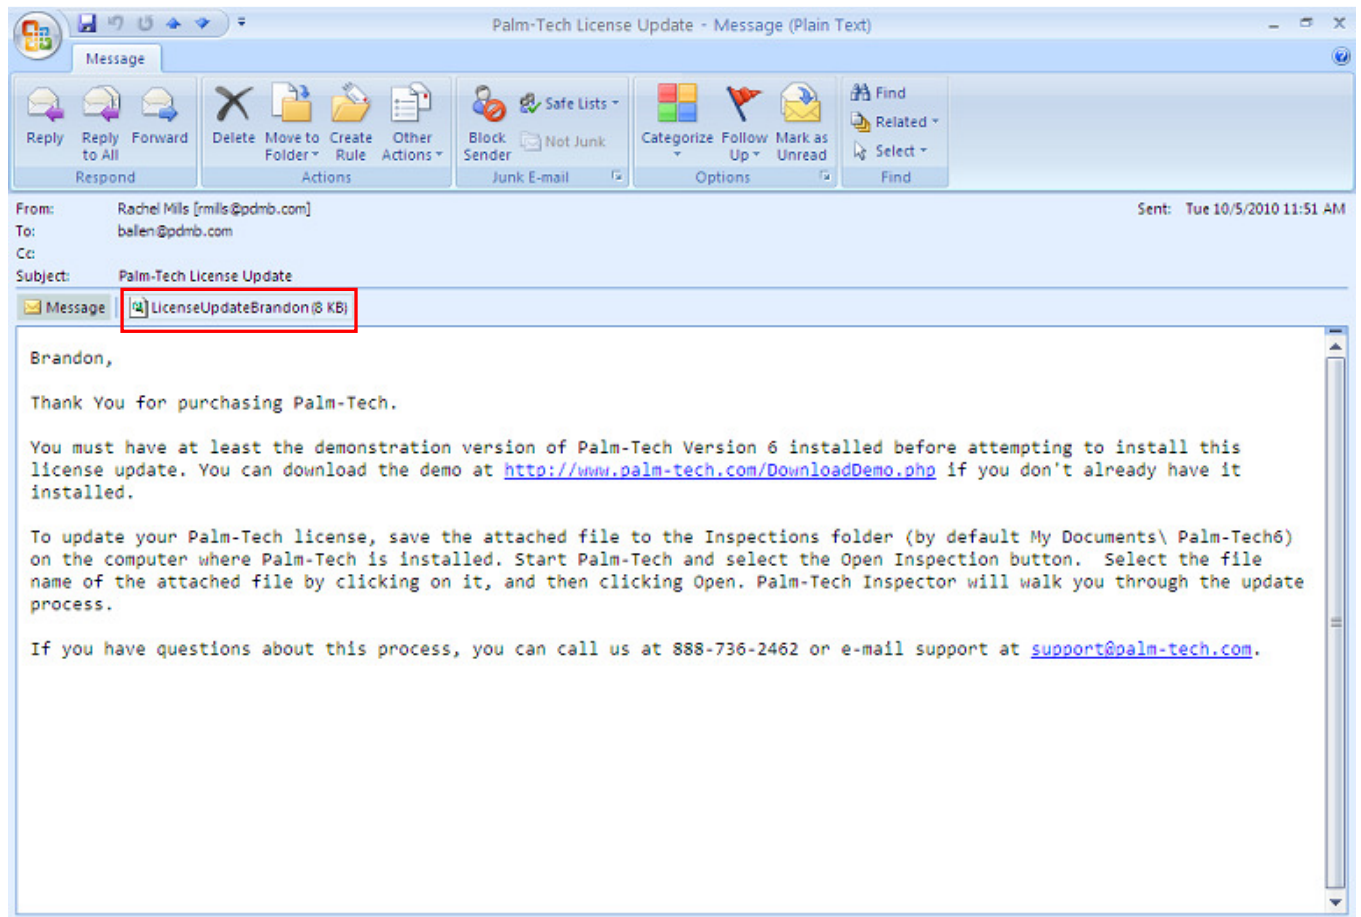 Palm-Tech License Update - Message (Plain Text)
Message
Reply Reply to All Forward Delete Move to Folder Create Rule Other Actions Block Sender Safe Lists Not Junk Categorize Follow Up Mark as Unread Find Related Select
Respond Actions Junk E-mail Options Find
From: Rachel Mills [rmills@pdmb.com] Sent: Tue 10/5/2010 11:51 AM
To: ballen@pdmb.com
Cc:
Subject: Palm-Tech License Update
Message LicenseUpdateBrandon (8 KB)
Brandon,
Thank You for purchasing Palm-Tech.
You must have at least the demonstration version of Palm-Tech Version 6 installed before attempting to install this
license update. You can download the demo at http://www.palm-tech.com/DownloadDemo.php if you don't already have it
installed.
To update your Palm-Tech license, save the attached file to the Inspections folder (by default My Documents\ Palm-Tech6)
on the computer where Palm-Tech is installed. Start Palm-Tech and select the Open Inspection button.  Select the file
name of the attached file by clicking on it, and then clicking Open. Palm-Tech Inspector will walk you through the update
process.
If you have questions about this process, you can call us at 888-736-2462 or e-mail support at support@palm-tech.com.